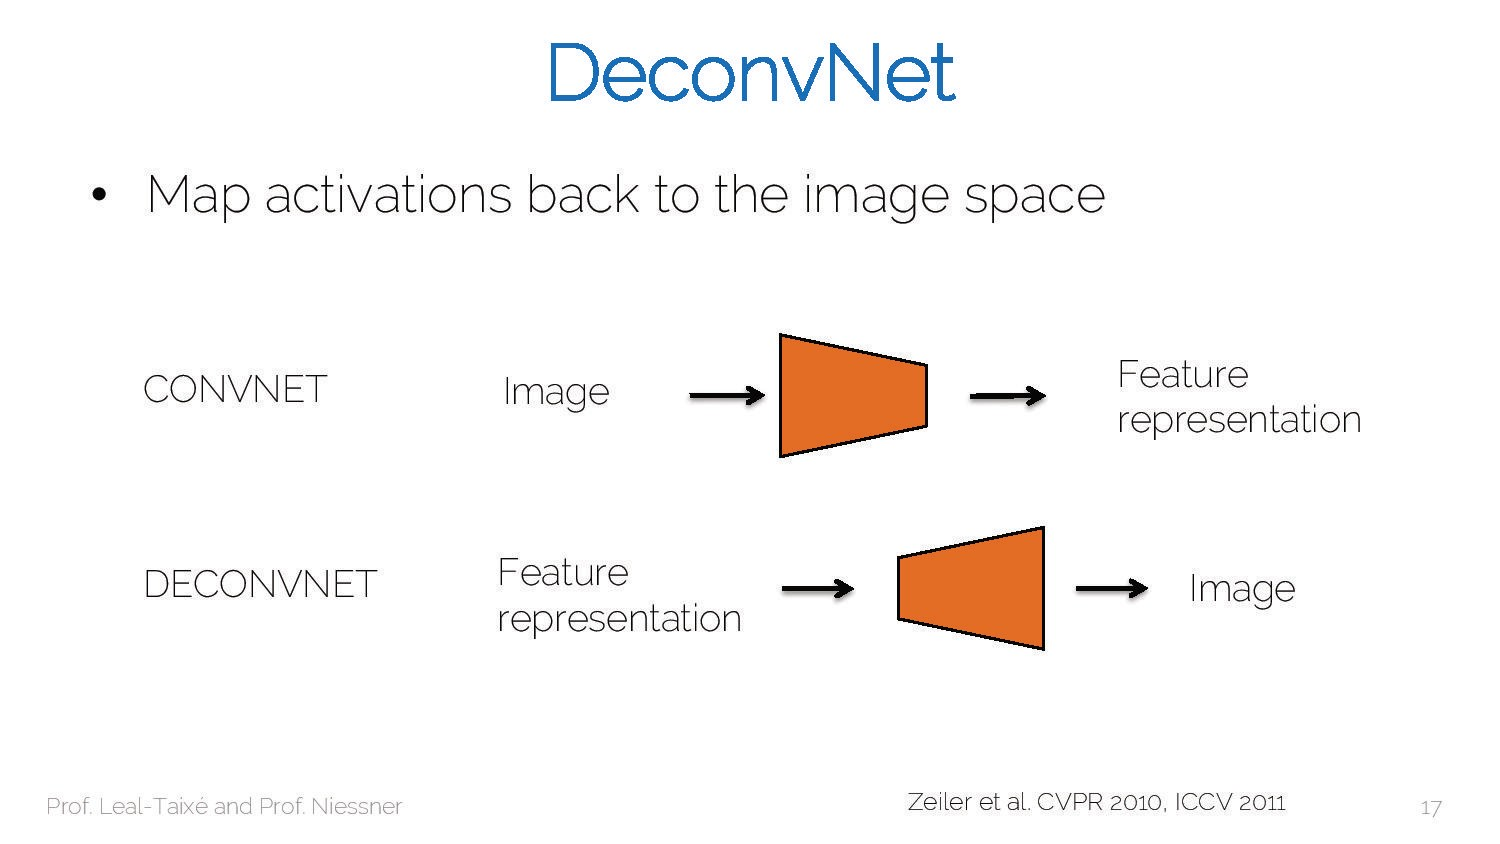 DeconvNet
• Map activations back to the image space
CONVNET
Image
Feature
representation
DECONVNET
Feature
representation
Image
Prof. Leal-Taixé and Prof. Niessner
Zeiler et al. CVPR 2010, ICCV 2011
17